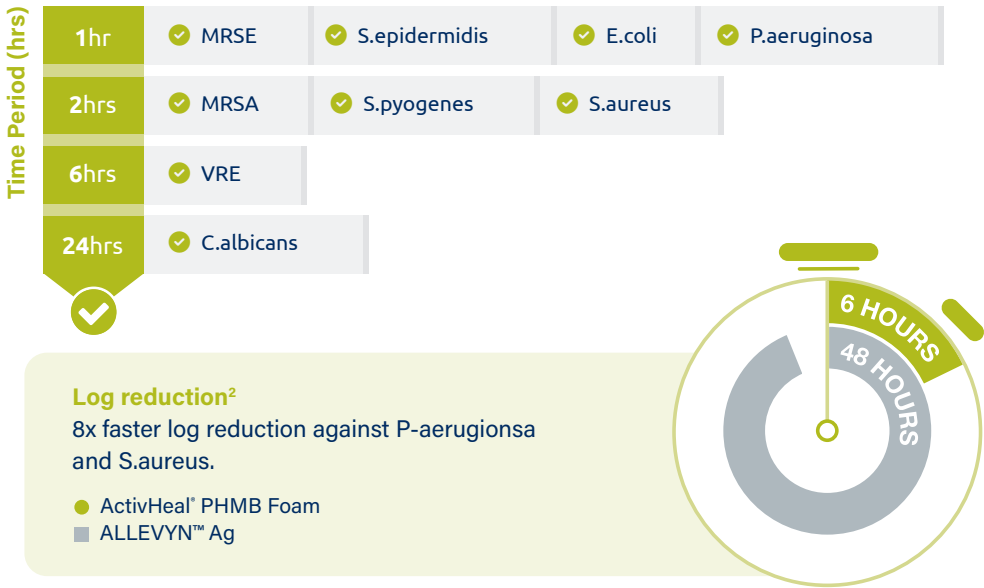 Time Period (hrs)
1hr MRSE S.epidermidis E.coli P.aeruginosa
2hrs MRSA S.pyogenes S.aureus
6hrs VRE
24hrs C.albicans
6 HOURS
48 HOURS
Log reduction²
8x faster log reduction against P-aerugionsa
and S.aureus.
ActivHeal® PHMB Foam
ALLEVYN™ Ag